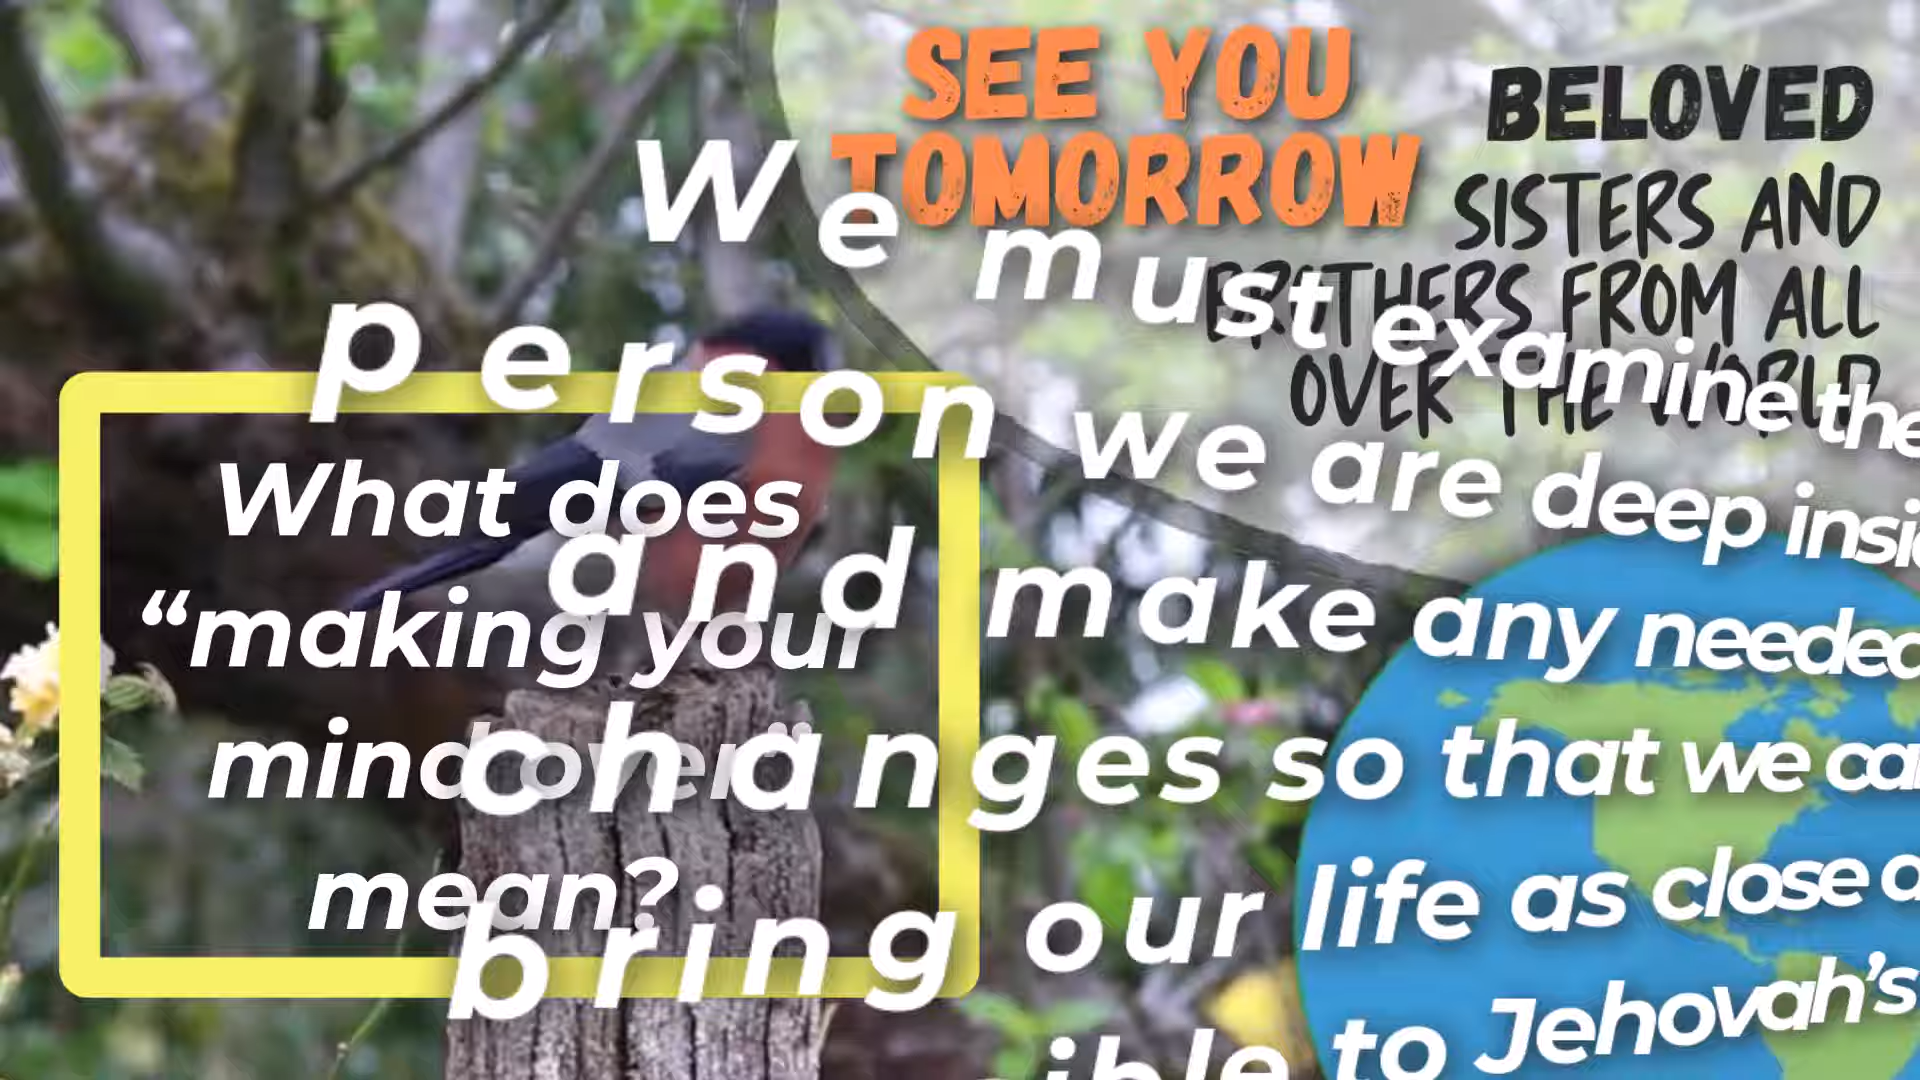 SEE YOU
TOMORROW
BELOVED
SISTERS AND
BROTHERS FROM ALL
OVER THE WORLD
We must examine the
person we are deep insi
and make any needed
changes so that we ca
bring our life as close a
ible to Jehovah's
What does
“making your
mind over”
mean?